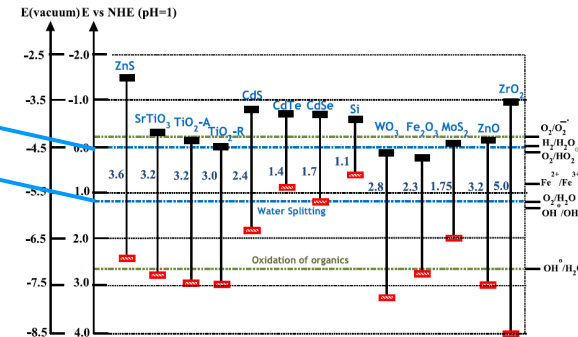 E(vacuum) E vs NHE (pH=1)
-2.5 -2.0
ZnS
ZrO2
CdS
-3.5 -1.0
CdTe CdSe
Si
SrTiO3 TiO2-A
TiO2-R
WO3 Fe2O3 MoS2 ZnO
O2/O2−°
H2/H2O
-4.5 0.0
O2/HO2
3.6 3.2 3.2 3.0 2.4 1.4 1.7 1.1 2.8 2.3 1.75 3.2 5.0
Fe2+/Fe3+
-5.5 1.0
O2/H2O
Water Splitting
OH°/OH
-6.5 2.0
Oxidation of organics
OH°/H2O
-7.5 3.0
-8.5 4.0